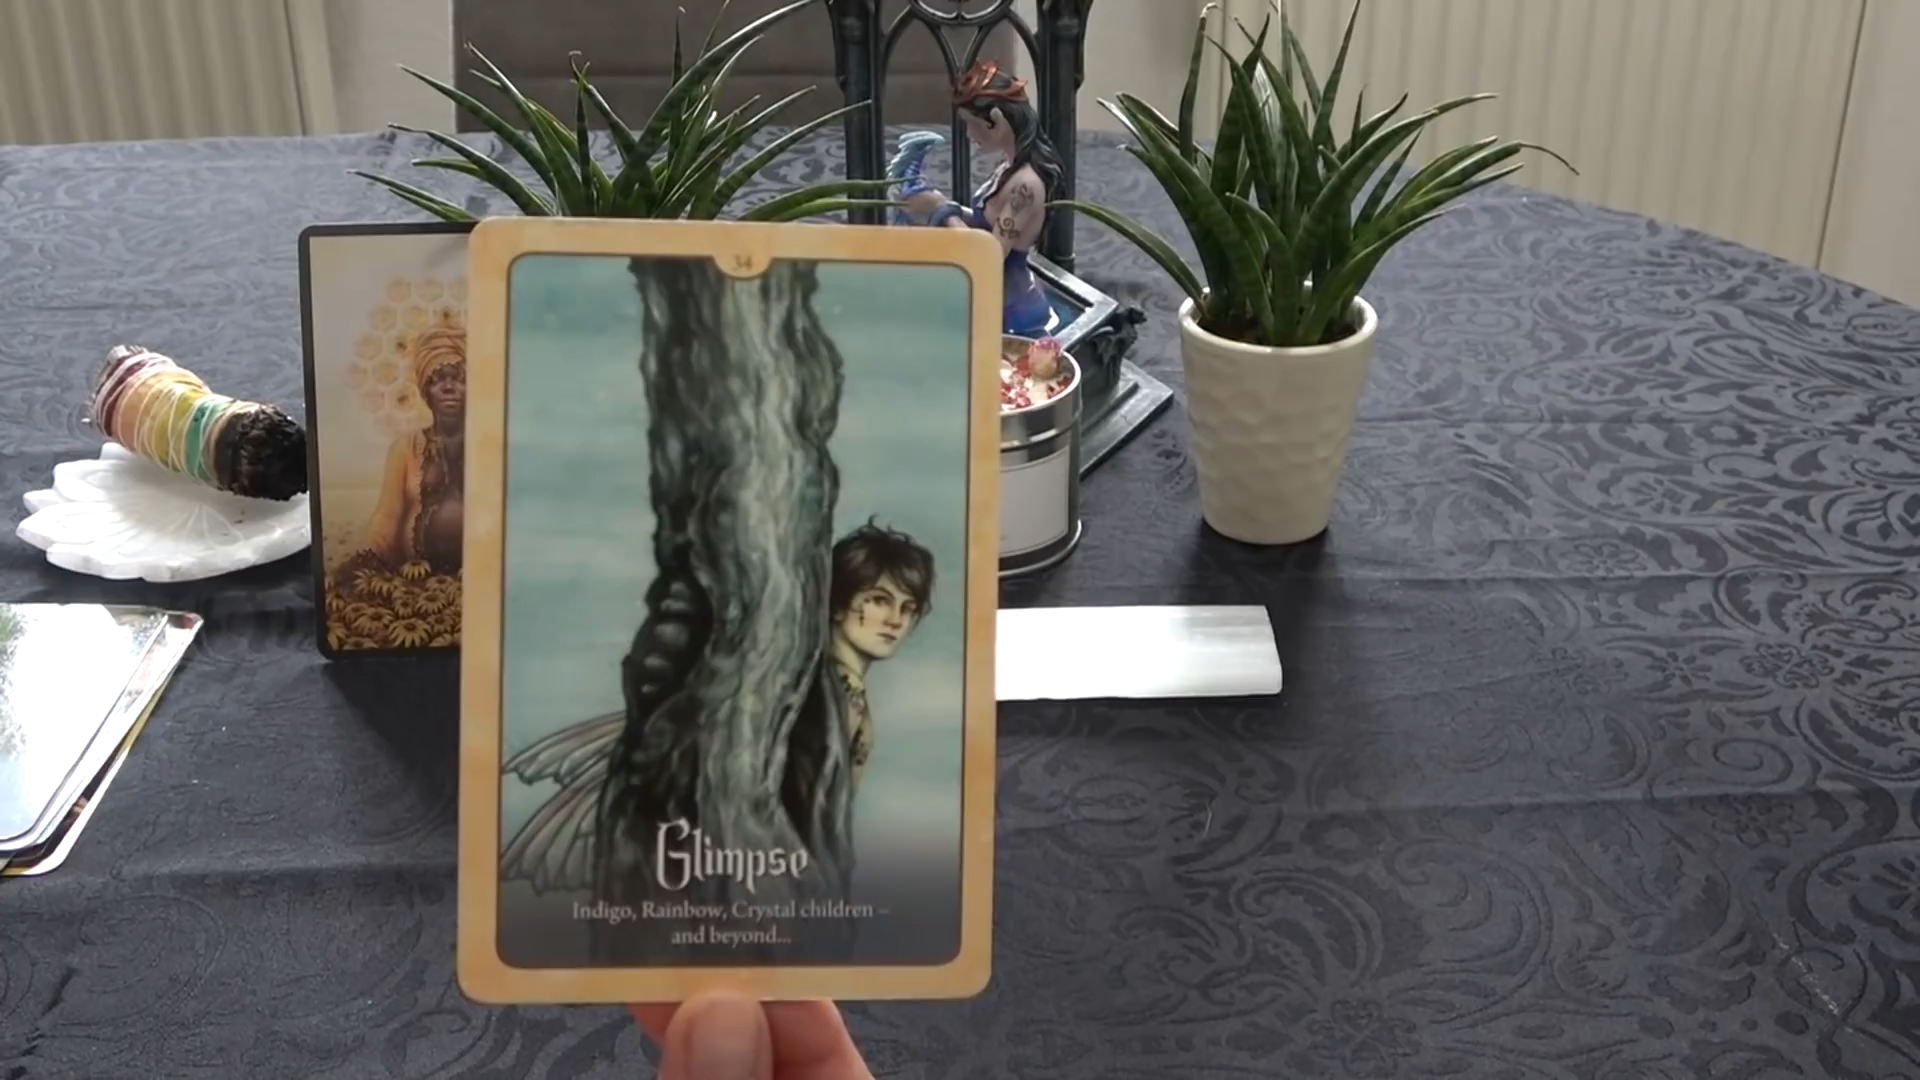 34
Glimpse
Indigo, Rainbow, Crystal children –
and beyond...